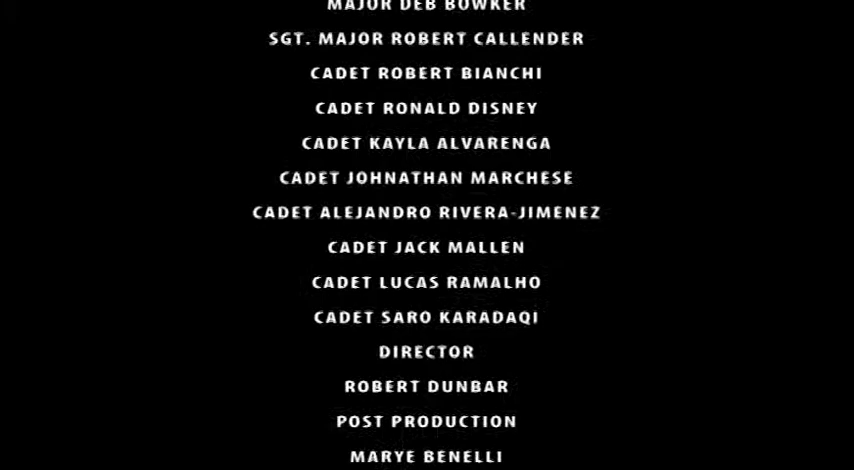 MAJOR DEB BOWKER
SGT. MAJOR ROBERT CALLENDER
CADET ROBERT BIANCHI
CADET RONALD DISNEY
CADET KAYLA ALVARENGA
CADET JOHNATHAN MARCHESE
CADET ALEJANDRO RIVERA-JIMENEZ
CADET JACK MALLEN
CADET LUCAS RAMALHO
CADET SARO KARADAQI
DIRECTOR
ROBERT DUNBAR
POST PRODUCTION
MARYE BENELLI